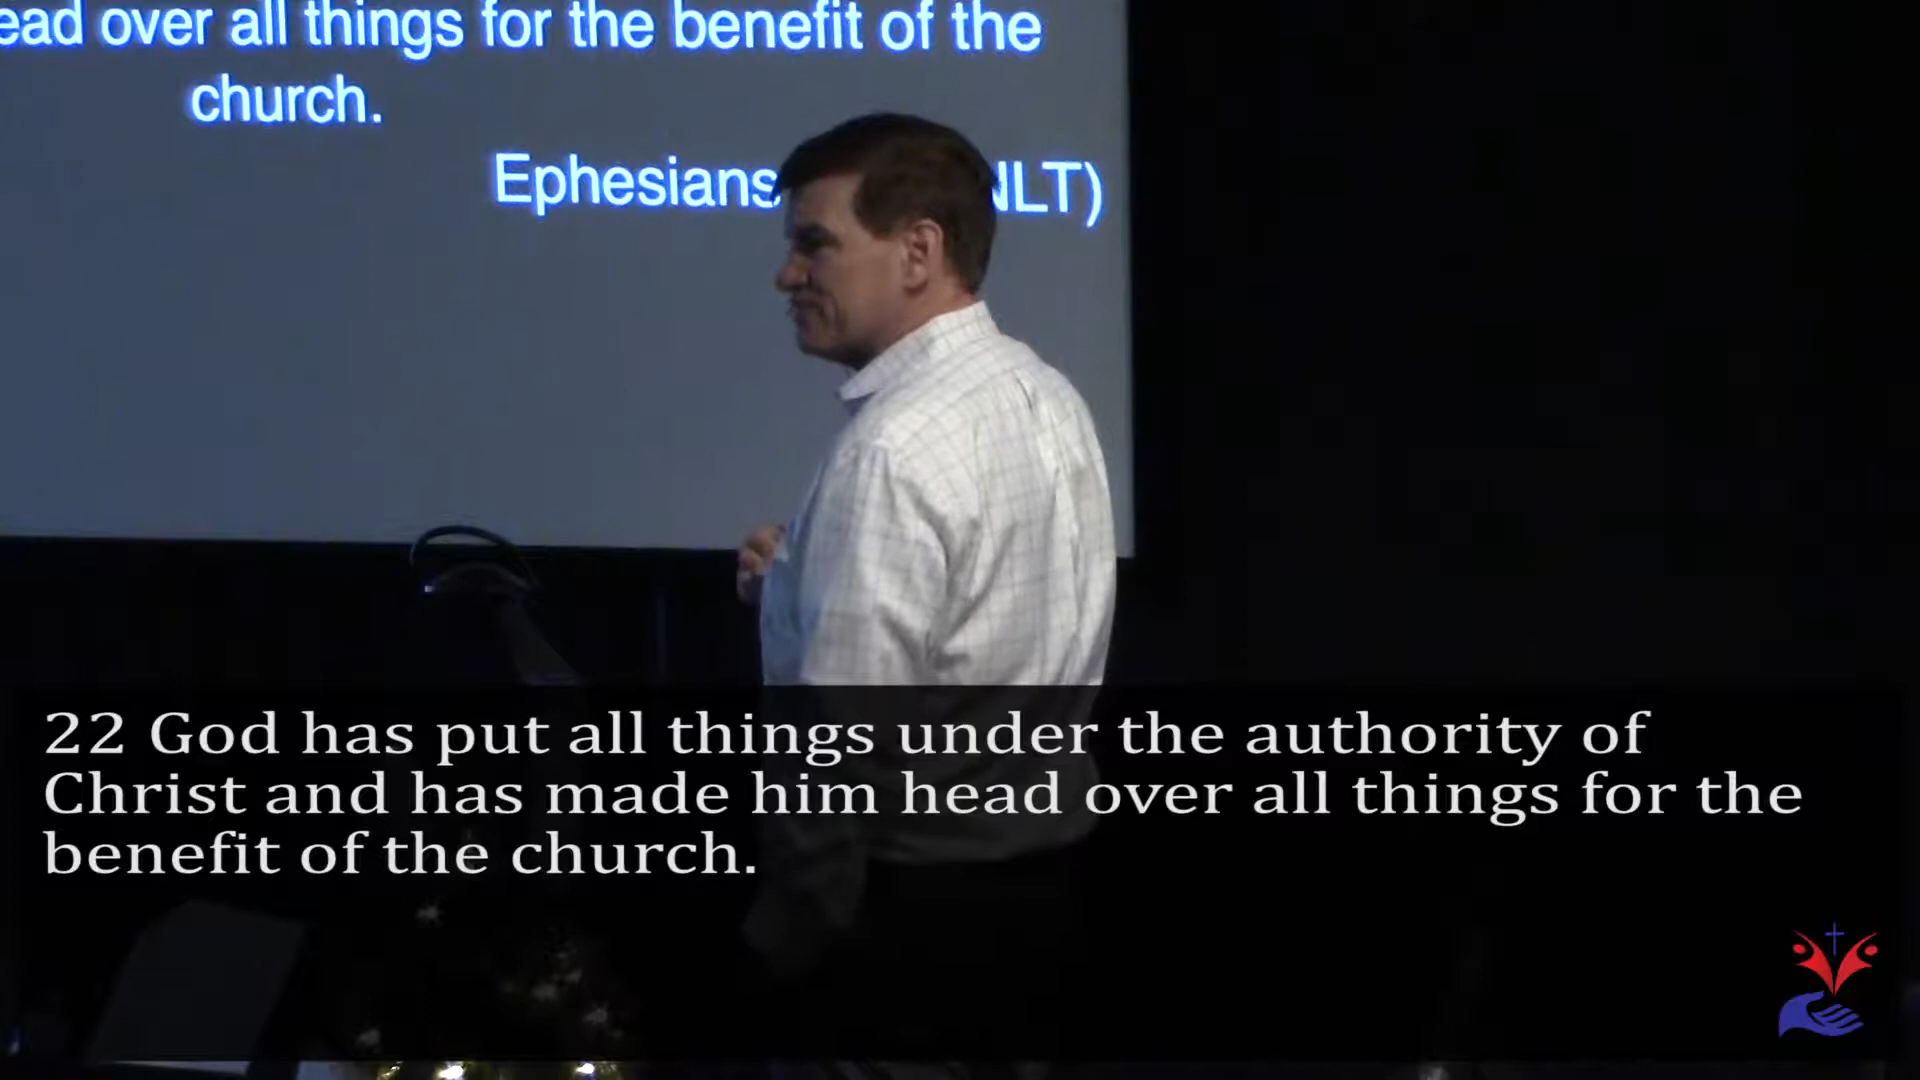 ead over all things for the benefit of the
church.
Ephesians NLT)
22 God has put all things under the authority of
Christ and has made him head over all things for the
benefit of the church.